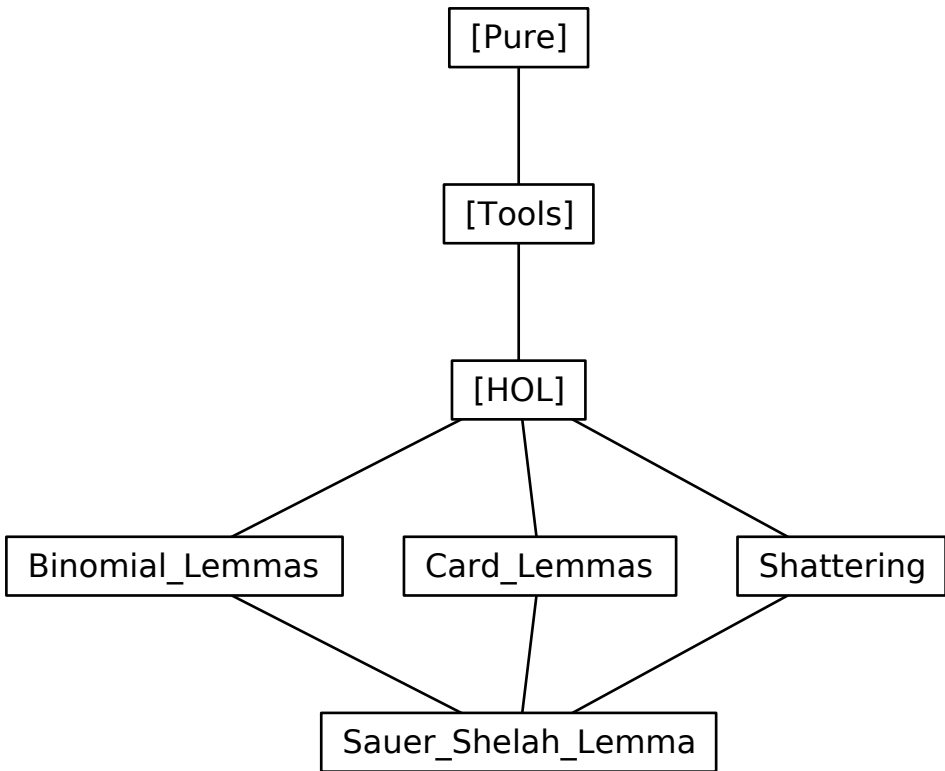 [Pure]
[Tools]
[HOL]
Binomial_Lemmas
Card_Lemmas
Shattering
Sauer_Shelah_Lemma